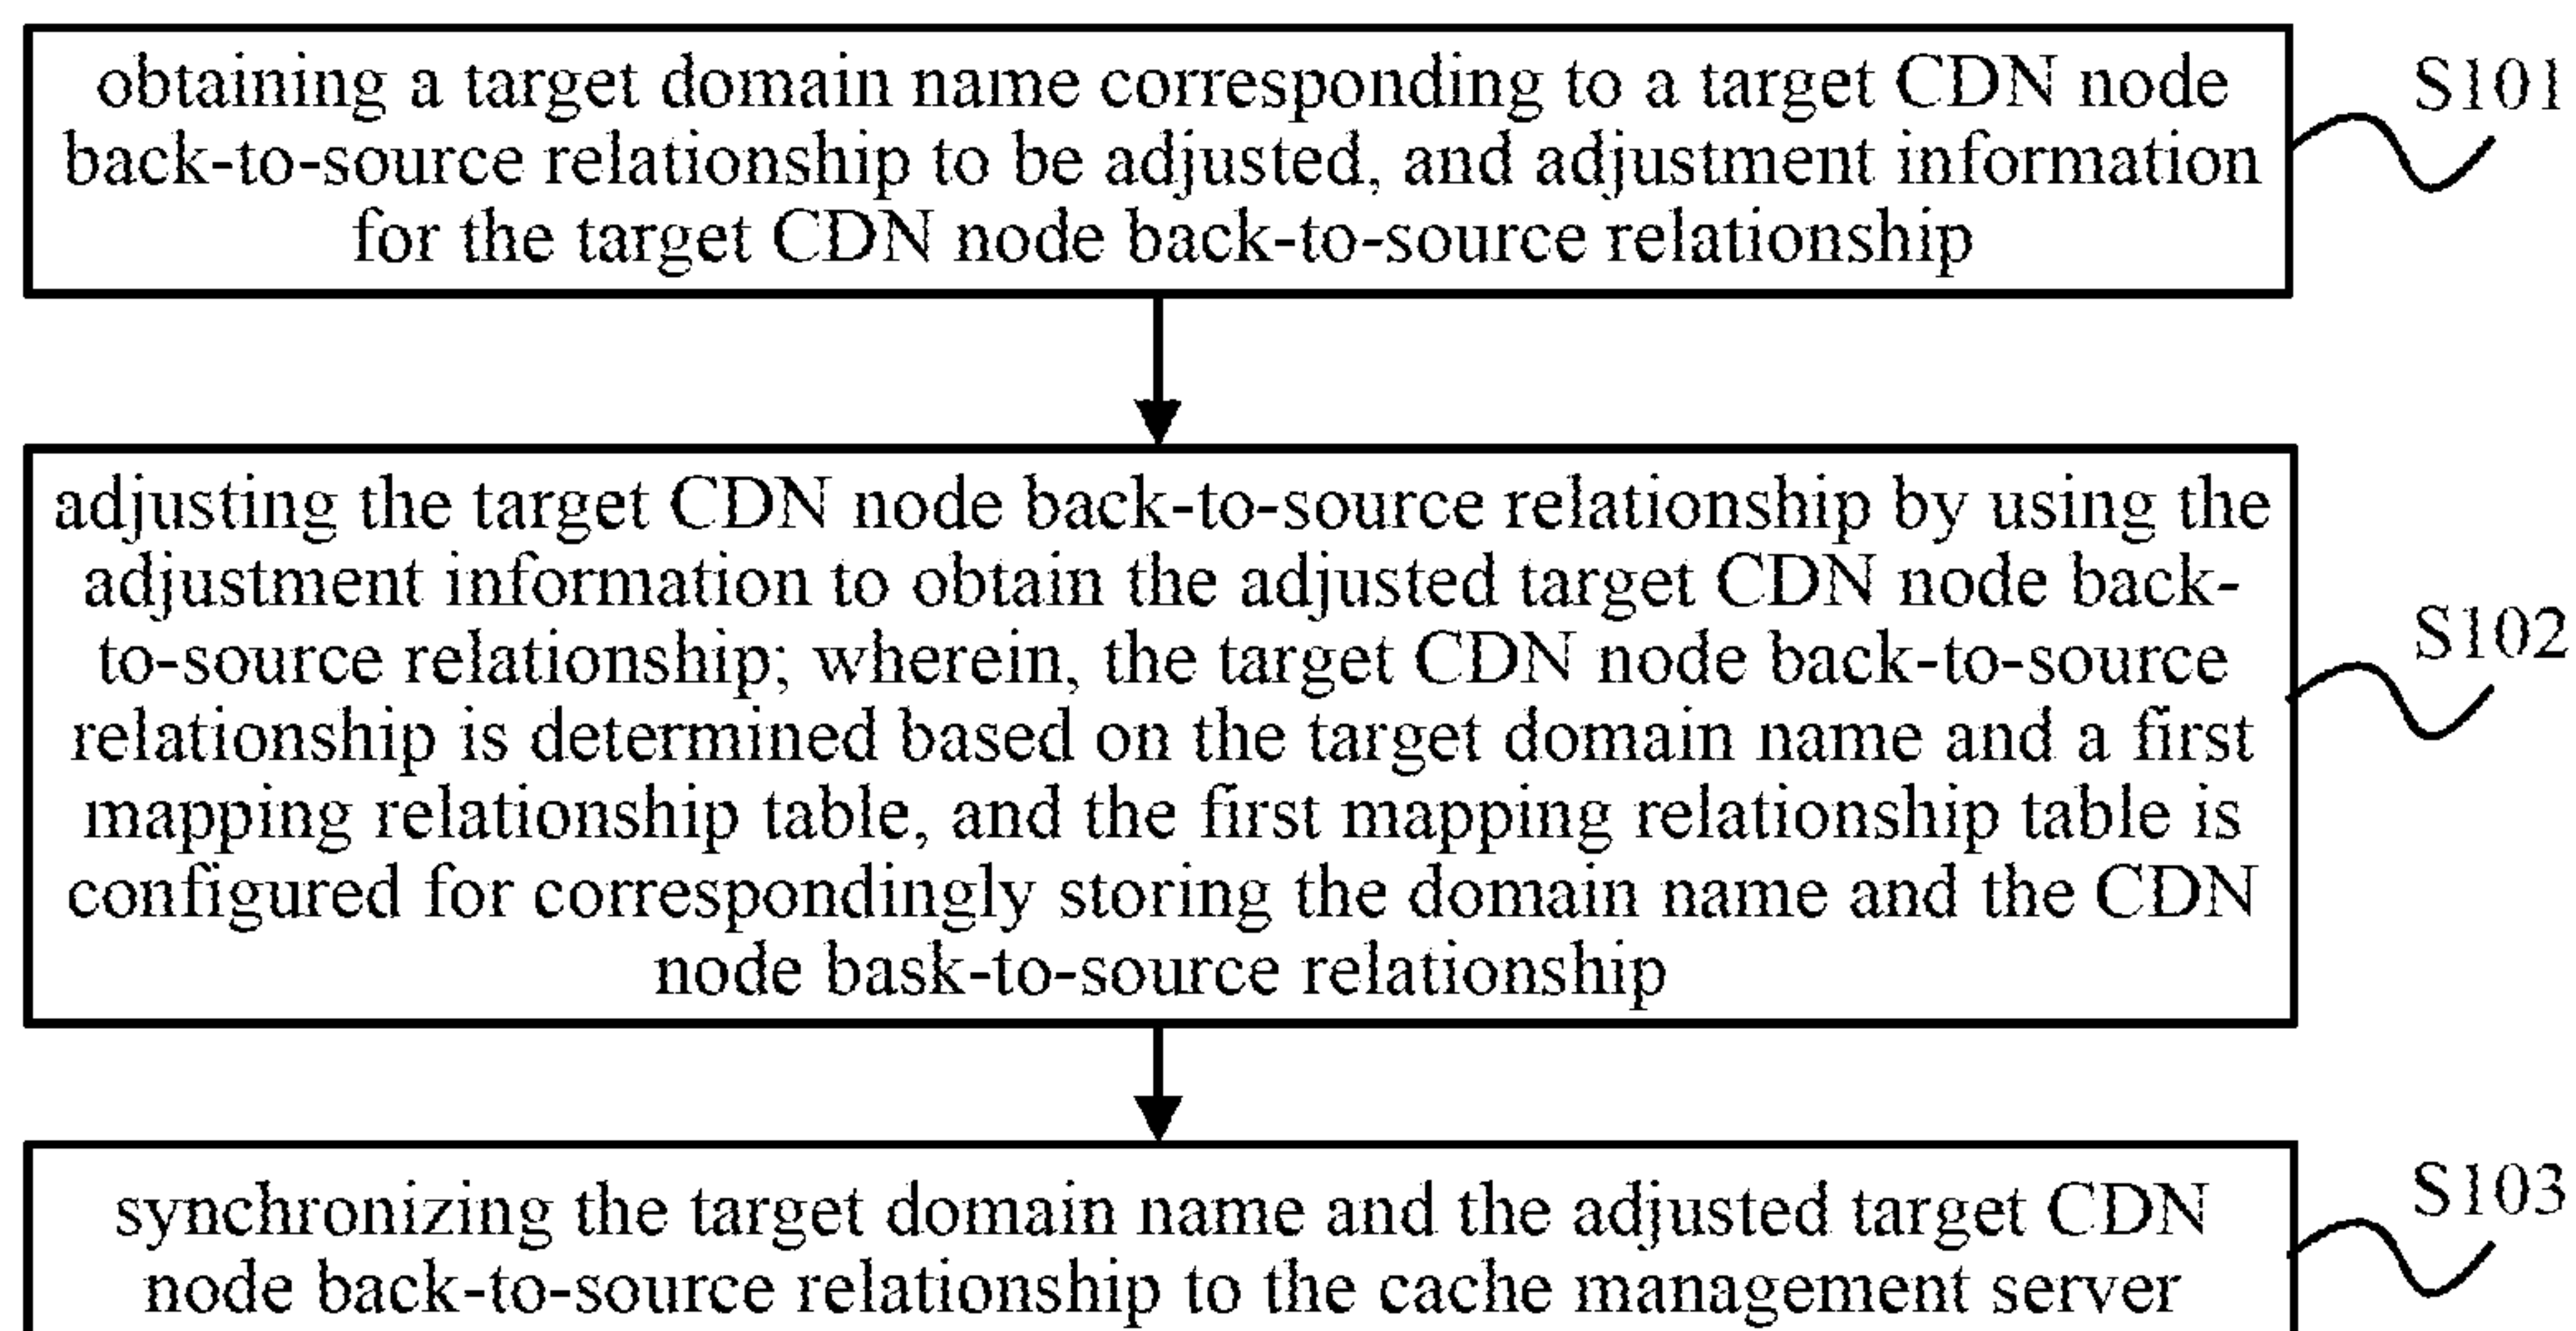 obtaining a target domain name corresponding to a target CDN node
back-to-source relationship to be adjusted, and adjustment information
for the target CDN node back-to-source relationship
S101
adjusting the target CDN node back-to-source relationship by using the
adjustment information to obtain the adjusted target CDN node back-
to-source relationship; wherein, the target CDN node back-to-source
relationship is determined based on the target domain name and a first
mapping relationship table, and the first mapping relationship table is
configured for correspondingly storing the domain name and the CDN
node bask-to-source relationship
S102
synchronizing the target domain name and the adjusted target CDN
node back-to-source relationship to the cache management server
S103